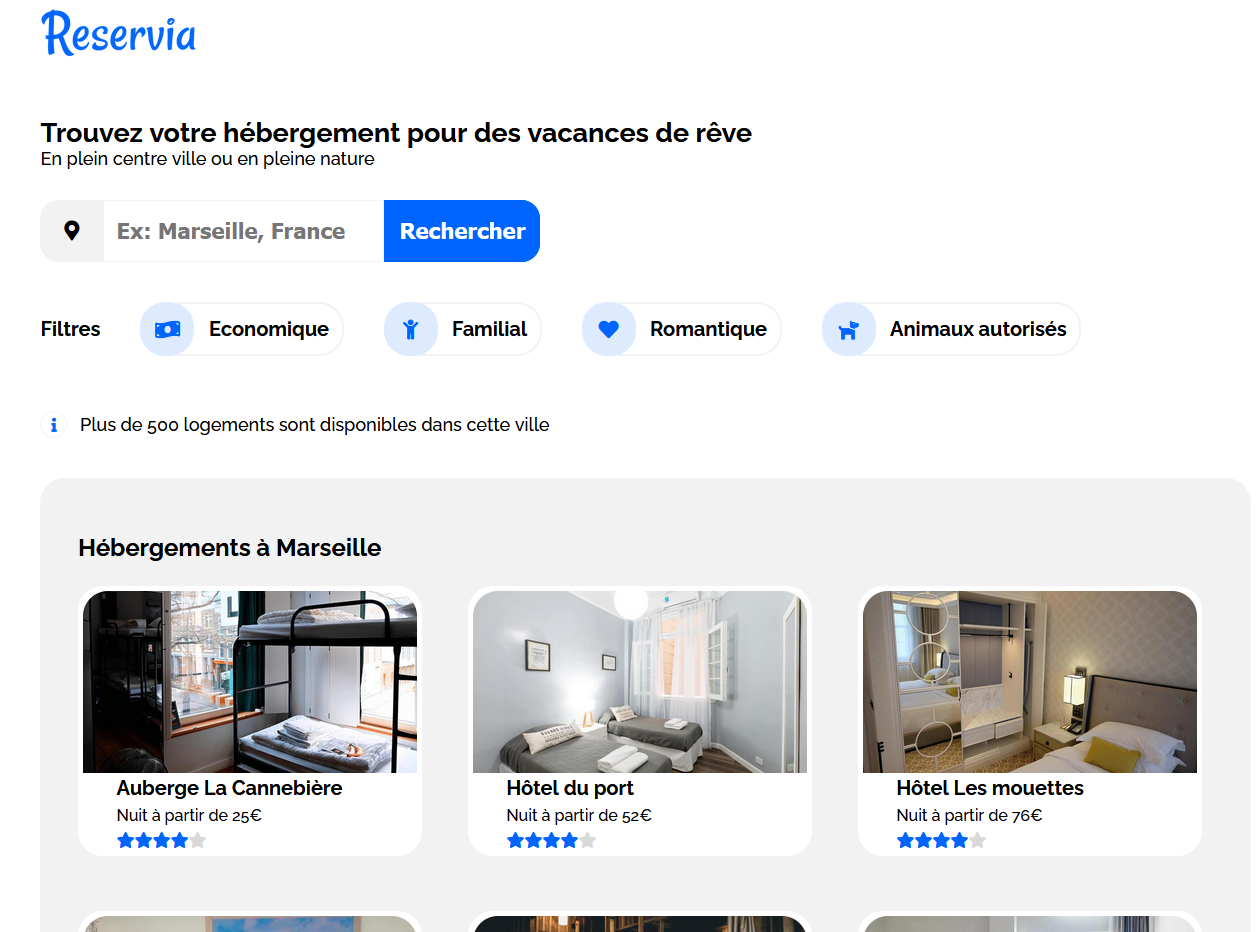 Reservia
Trouvez votre hébergement pour des vacances de rêve
En plein centre ville ou en pleine nature
Ex: Marseille, France Rechercher
Filtres Economique Familial Romantique Animaux autorisés
Plus de 500 logements sont disponibles dans cette ville
Hébergements à Marseille
Auberge La Cannebière Hôtel du port Hôtel Les mouettes
Nuit à partir de 25€ Nuit à partir de 52€ Nuit à partir de 76€